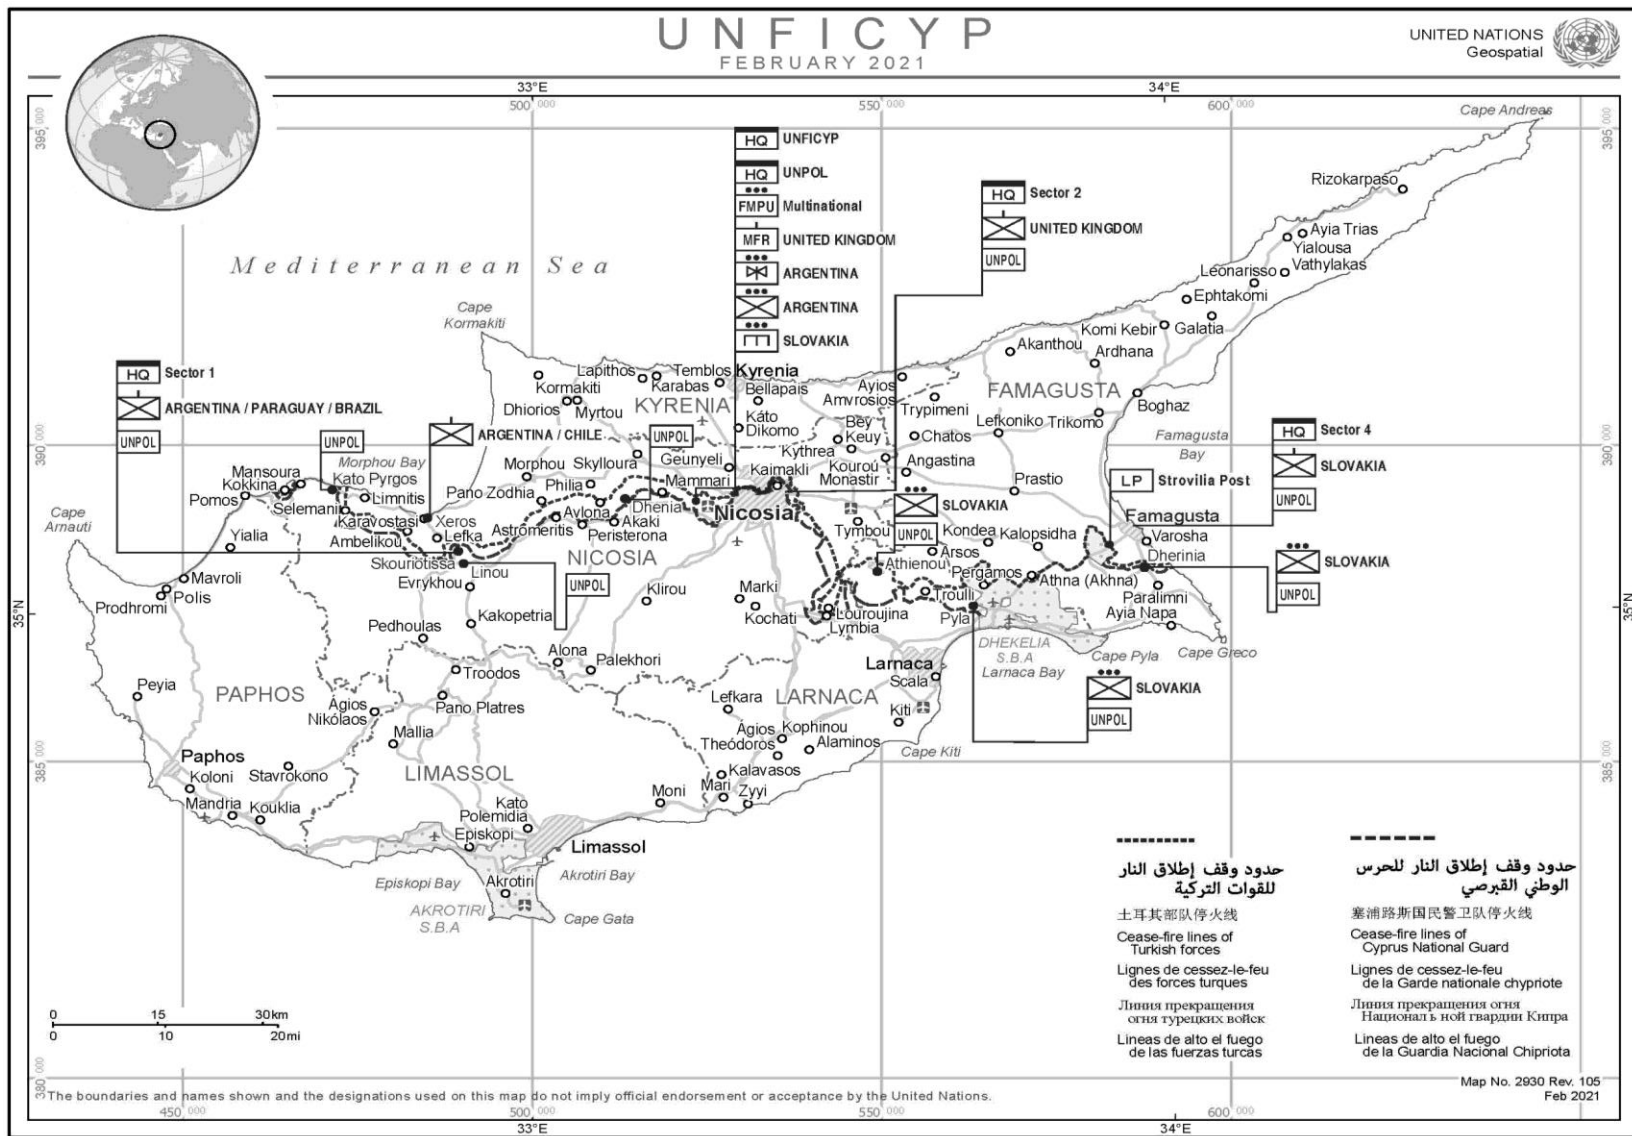 UNFICYP
FEBRUARY 2021
UNITED NATIONS
Geospatial
33°E
34°E
500 000
550 000
600 000
395 000
395 000
Cape Andreas
Rizokarpaso
Ayia Trias
Yialousa
Vathylakas
Leonarisso
Ephtakomi
Galatia
Komi Kebir
Akanthou
Ardhana
FAMAGUSTA
Boghaz
Trypimeni
Lefkoniko
Trikomo
Chatos
Angastina
Prastio
Famagusta
Bay
HQ UNFICYP
HQ UNPOL
FMPU Multinational
MFR UNITED KINGDOM
ARGENTINA
ARGENTINA
SLOVAKIA
HQ Sector 2
UNITED KINGDOM
UNPOL
Mediterranean Sea
Cape
Kormakiti
HQ Sector 1
ARGENTINA / PARAGUAY / BRAZIL
UNPOL
UNPOL
ARGENTINA / CHILE
UNPOL
HQ Sector 4
SLOVAKIA
UNPOL
LP Strovilia Post
SLOVAKIA
UNPOL
SLOVAKIA
UNPOL
SLOVAKIA
UNPOL
UNPOL
Lapithos
Temblos
Kyrenia
Kormakiti
Karabas
Bellapais
Ayios
Amvrosios
Dhiorios
Myrtou
KYRENIA
Káto
Dikomo
Bey
Keuy
Kythrea
Kouroú
Monastir
390 000
390 000
Morphou Bay
Morphou
Skylloura
Geunyeli
Kaimakli
Mansoura
Kokkina
Kato Pyrgos
Pomos
Limnitis
Selemani
Pano Zodhia
Philia
Mammari
Dhenia
Nicosia
Karavostasi
Xeros
Avlona
Akaki
Astromeritis
Peristerona
Ambelikou
Lefka
NICOSIA
Skouriotissa
Linou
Evrykhou
Tymbou
Kondea
Kalopsidha
Arsos
Athienou
Pergamos
Athna (Akhna)
Famagusta
Varosha
Dherinia
Paralimni
Ayia Napa
Cape
Arnauti
Yialia
Mavroli
Prodhromi
Polis
Kakopetria
Klirou
Marki
Kochati
Louroujina
Lymbia
Troulli
Pyla
35°N
35°N
Pedhoulas
DHEKELIA
S.B.A
Larnaca Bay
Cape Pyla
Cape Greco
Alona
Palekhori
Troodos
Larnaca
Scala
Peyia
PAPHOS
Agios
Nikólaos
Pano Platres
Mallia
Lefkara
LARNACA
Kiti
Agios
Theódoros
Kophinou
Alaminos
Cape Kiti
Paphos
Koloni
Stavrokono
LIMASSOL
Kalavasos
385 000
385 000
Mandria
Kouklia
Kato
Polemidia
Moni
Mari
Zyyi
Episkopi
Limassol
Episkopi Bay
Akrotiri
Akrotiri Bay
AKROTIRI
S.B.A
Cape Gata
حدود وقف إطلاق النار
للقوات التركية
土耳其部队停火线
Cease-fire lines of
Turkish forces
Lignes de cessez-le-feu
des forces turques
Линия прекращения
огня турецких войск
Lineas de alto el fuego
de las fuerzas turcas
حدود وقف إطلاق النار للحرس
الوطني القبرصي
塞浦路斯国民警卫队停火线
Cease-fire lines of
Cyprus National Guard
Lignes de cessez-le-feu
de la Garde nationale chypriote
Линия прекращения огня
Национал ь ной гвардии Кипра
Lineas de alto el fuego
de la Guardia Nacional Chipriota
0 15 30 km
0 10 20 mi
380 000
Map No. 2930 Rev. 105
Feb 2021
The boundaries and names shown and the designations used on this map do not imply official endorsement or acceptance by the United Nations.
450 000
500 000
550 000
600 000
33°E
34°E